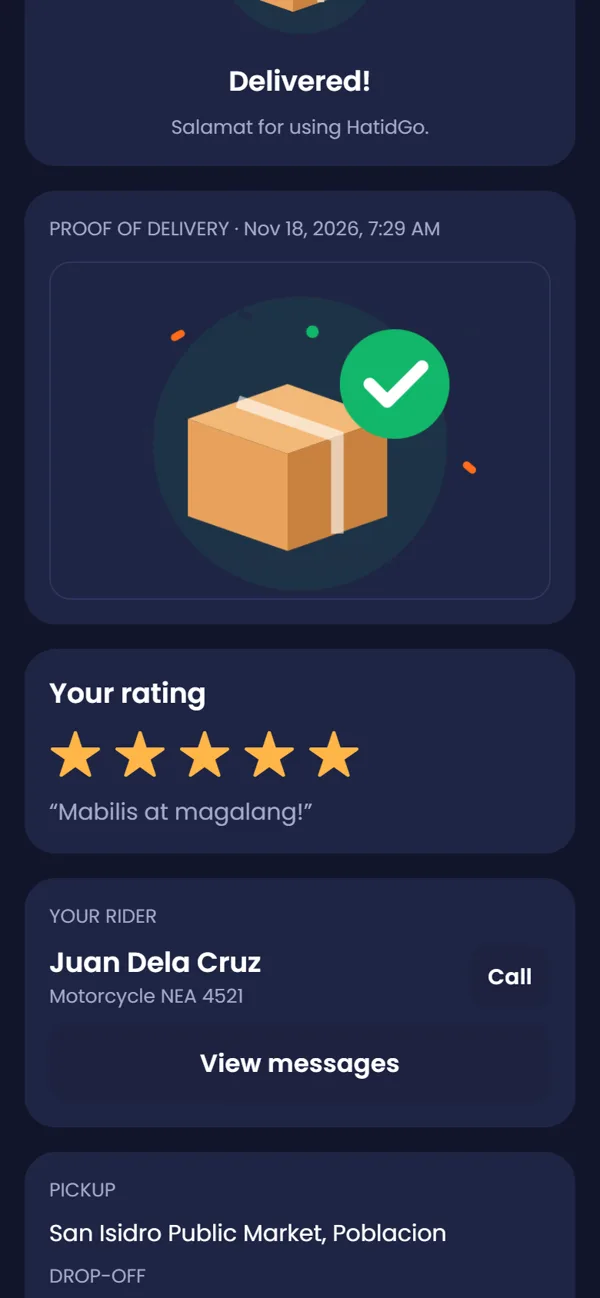 Delivered!
Salamat for using HatidGo.
PROOF OF DELIVERY · Nov 18, 2026, 7:29 AM
Your rating
“Mabilis at magalang!”
YOUR RIDER
Juan Dela Cruz
Motorcycle NEA 4521
Call
View messages
PICKUP
San Isidro Public Market, Poblacion
DROP-OFF